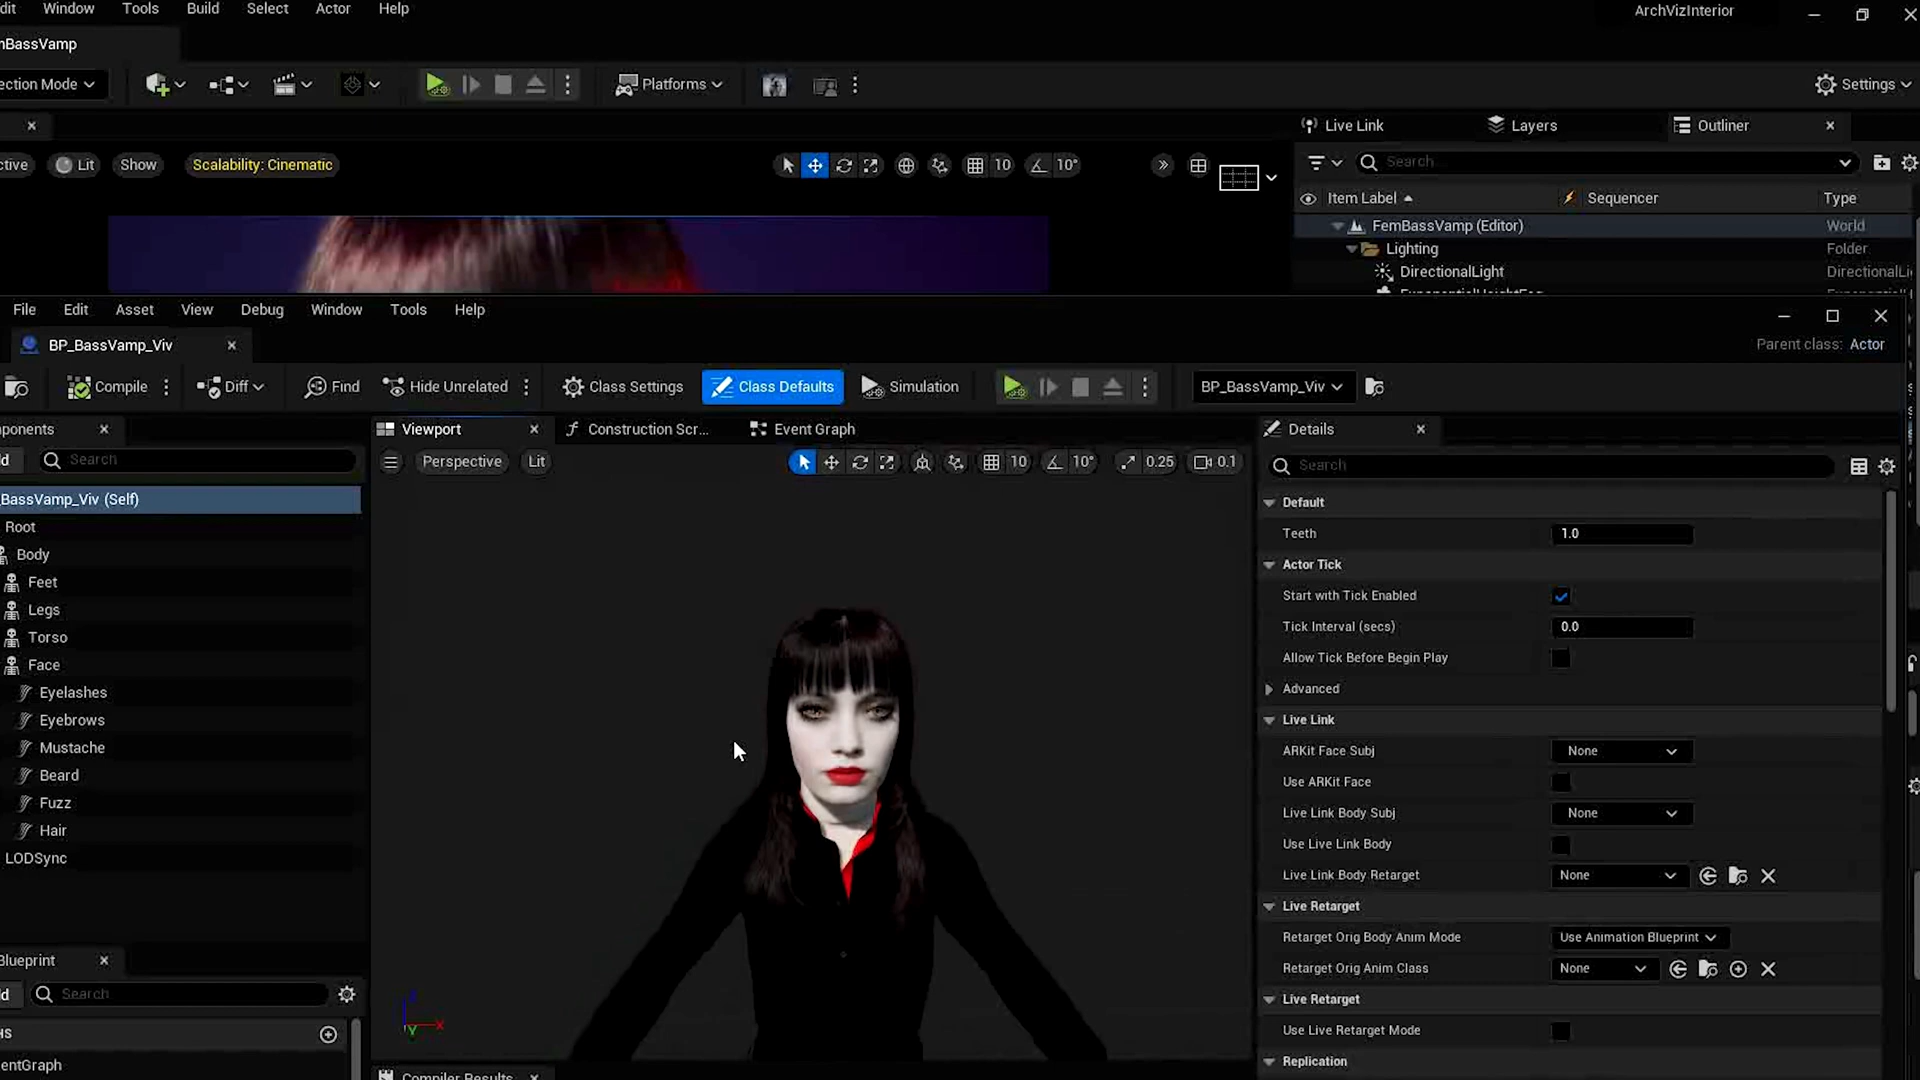 dit Window Tools Build Select Actor Help ArchVizInterior
nBassVamp
ection Mode Platforms Settings
Live Link Layers Outliner
ctive Lit Show Scalability: Cinematic 10 10° Search...
Item Label Sequencer Type
FemBassVamp (Editor) World
Lighting Folder
DirectionalLight DirectionalLi
File Edit Asset View Debug Window Tools Help
BP_BassVamp_Viv Parent class: Actor
Compile Diff Find Hide Unrelated Class Settings Class Defaults Simulation BP_BassVamp_Viv
ponents Viewport Construction Scr... Event Graph Details
d Search Perspective Lit 10 10° 0.25 0.1 Search
_BassVamp_Viv (Self) Default
Root Teeth 1.0
Body Actor Tick
Feet Start with Tick Enabled
Legs Tick Interval (secs) 0.0
Torso Allow Tick Before Begin Play
Face Advanced
Eyelashes Live Link
Eyebrows ARKit Face Subj None
Mustache Use ARKit Face
Beard Live Link Body Subj None
Fuzz Use Live Link Body
Hair Live Link Body Retarget None
LODSync Live Retarget
Retarget Orig Body Anim Mode Use Animation Blueprint
Blueprint Retarget Orig Anim Class None
d Search Live Retarget
HS Use Live Retarget Mode
entGraph Replication
Compiler Results
X Y